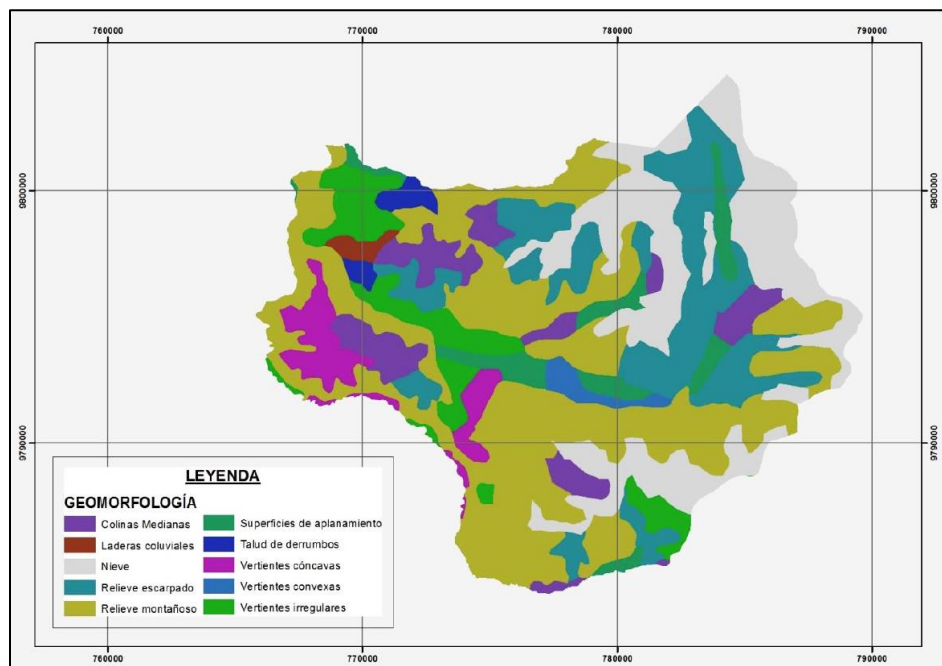 760000 770000 780000 790000
9800000 9800000
9790000 9790000
LEYENDA
GEOMORFOLOGÍA
Colinas Medianas
Laderas coluviales
Nieve
Relieve escarpado
Relieve montañoso
Superficies de aplanamiento
Talud de derrumbos
Vertientes cóncavas
Vertientes convexas
Vertientes irregulares
760000 770000 780000 790000